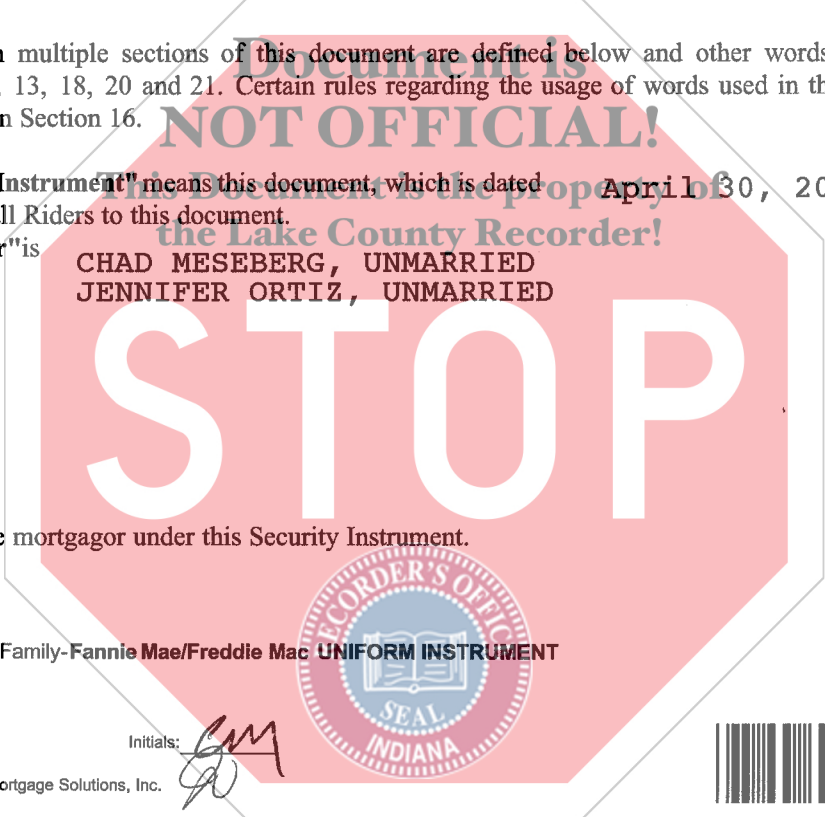 multiple sections of this document are defined below and other words
13, 18, 20 and 21. Certain rules regarding the usage of words used in
n Section 16.
Document is
NOT OFFICIAL!
This Document is the property of
the Lake County Recorder!
Instrument" means this document, which is dated April 30, 20
ll Riders to this document.
r" is
CHAD MESEBERG, UNMARRIED
JENNIFER ORTIZ, UNMARRIED
STOP
e mortgagor under this Security Instrument.
RECORDER'S OFFIC
SEAL
INDIANA
Family-Fannie Mae/Freddie Mac UNIFORM INSTRUMENT
Initials:
ortgage Solutions, Inc.